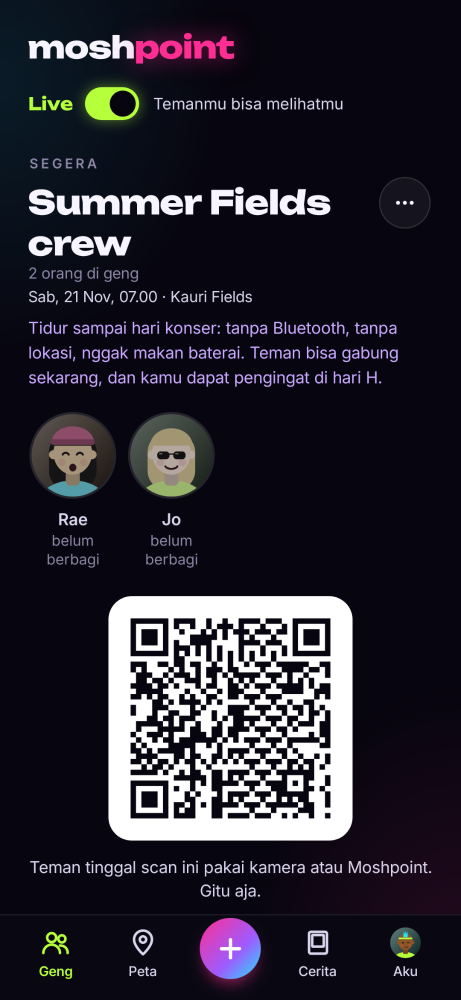 moshpoint
Live
Temanmu bisa melihatmu
SEGERA
Summer Fields
crew
2 orang di geng
Sab, 21 Nov, 07.00 · Kauri Fields
Tidur sampai hari konser: tanpa Bluetooth, tanpa
lokasi, nggak makan baterai. Teman bisa gabung
sekarang, dan kamu dapat pengingat di hari H.
Rae
belum
berbagi
Jo
belum
berbagi
Teman tinggal scan ini pakai kamera atau Moshpoint.
Gitu aja.
Geng
Peta
Cerita
Aku